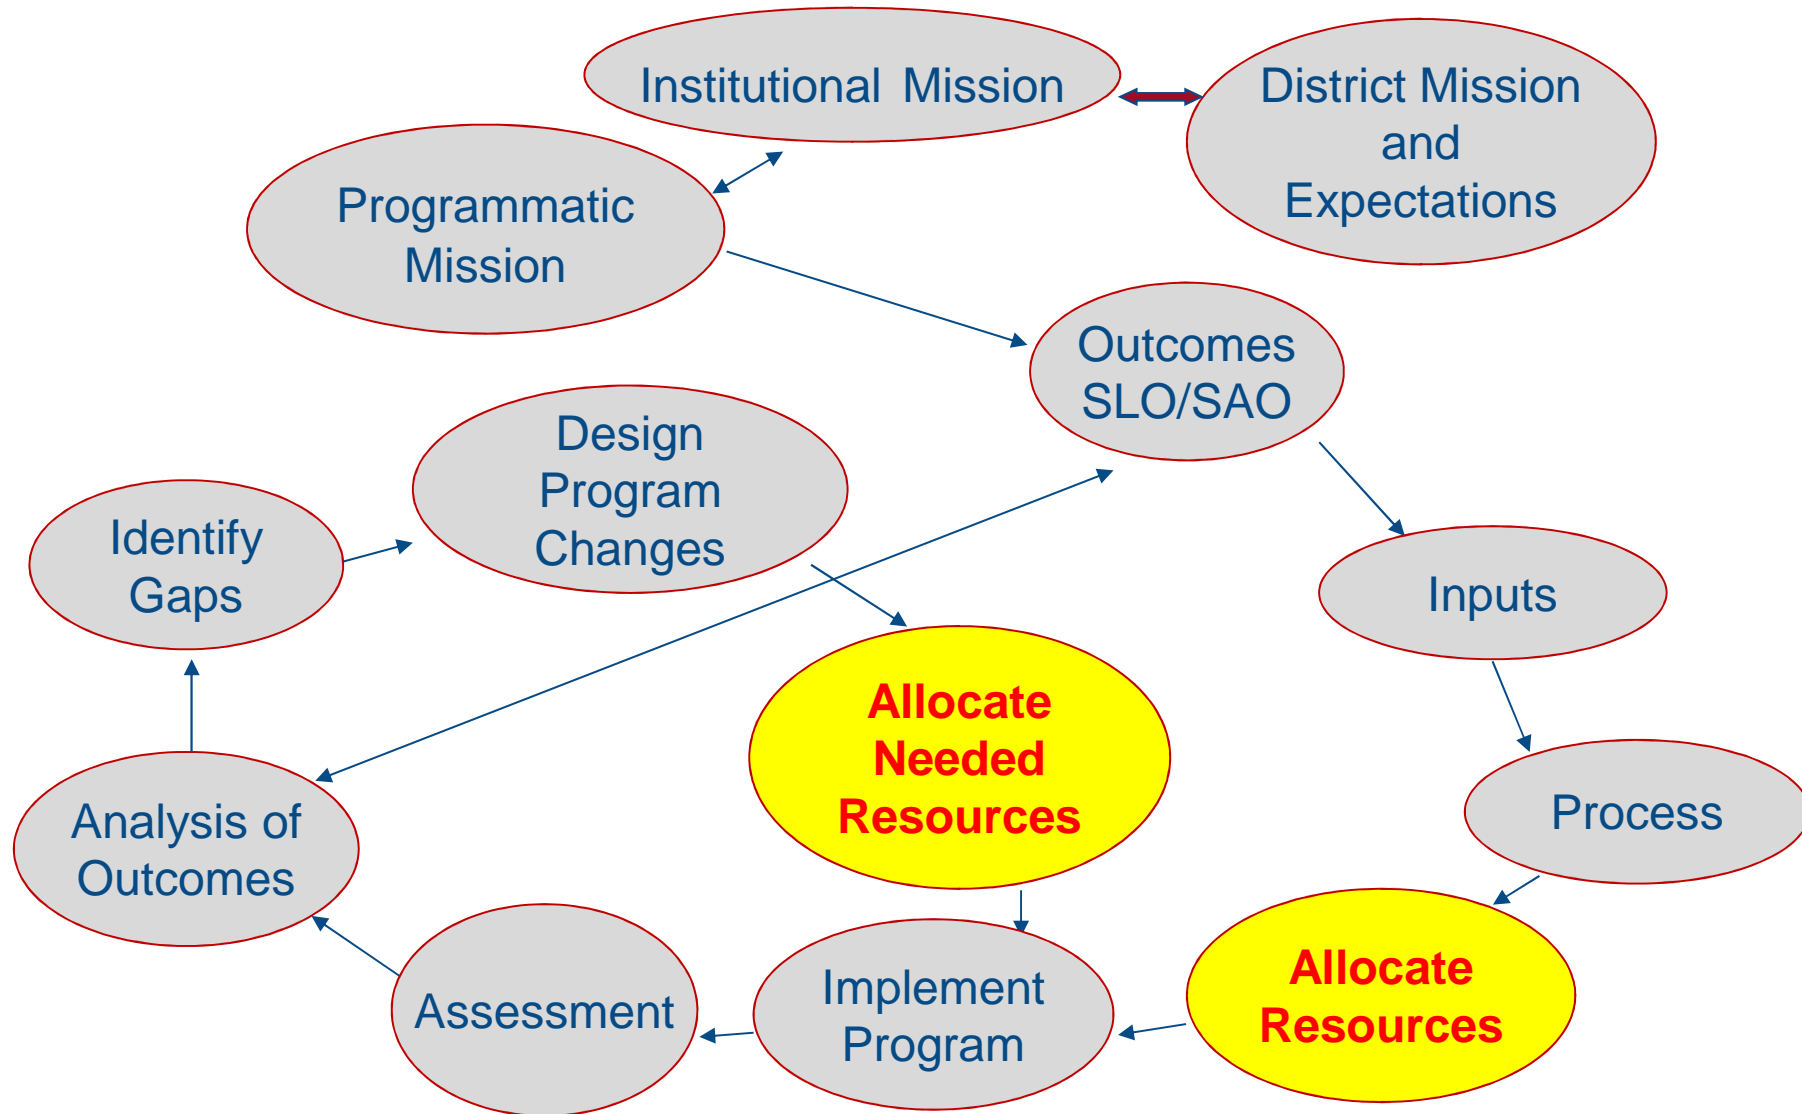 Institutional Mission
District Mission
and
Expectations
Programmatic
Mission
Outcomes
SLO/SAO
Design
Program
Changes
Identify
Gaps
Inputs
Allocate
Needed
Resources
Process
Analysis of
Outcomes
Assessment
Implement
Program
Allocate
Resources